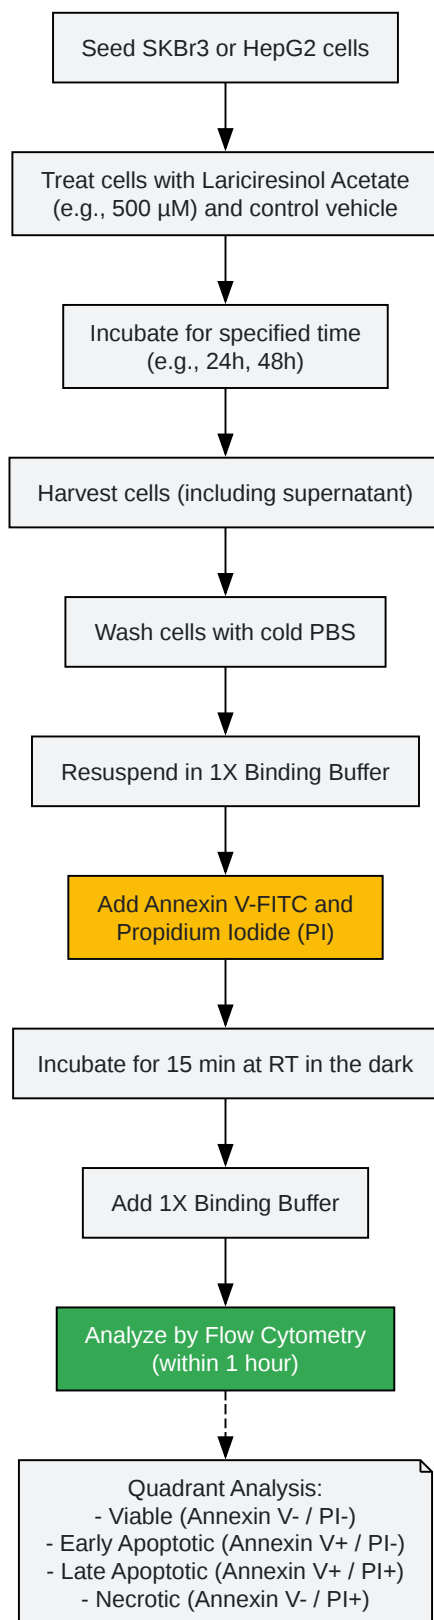 Seed SKBr3 or HepG2 cells
Treat cells with Lariciresinol Acetate
(e.g., 500 µM) and control vehicle
Incubate for specified time
(e.g., 24h, 48h)
Harvest cells (including supernatant)
Wash cells with cold PBS
Resuspend in 1X Binding Buffer
Add Annexin V-FITC and
Propidium Iodide (PI)
Incubate for 15 min at RT in the dark
Add 1X Binding Buffer
Analyze by Flow Cytometry
(within 1 hour)
Quadrant Analysis:
- Viable (Annexin V- / PI-)
- Early Apoptotic (Annexin V+ / PI-)
- Late Apoptotic (Annexin V+ / PI+)
- Necrotic (Annexin V- / PI+)